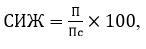 СИЖ = П/Пс × 100,